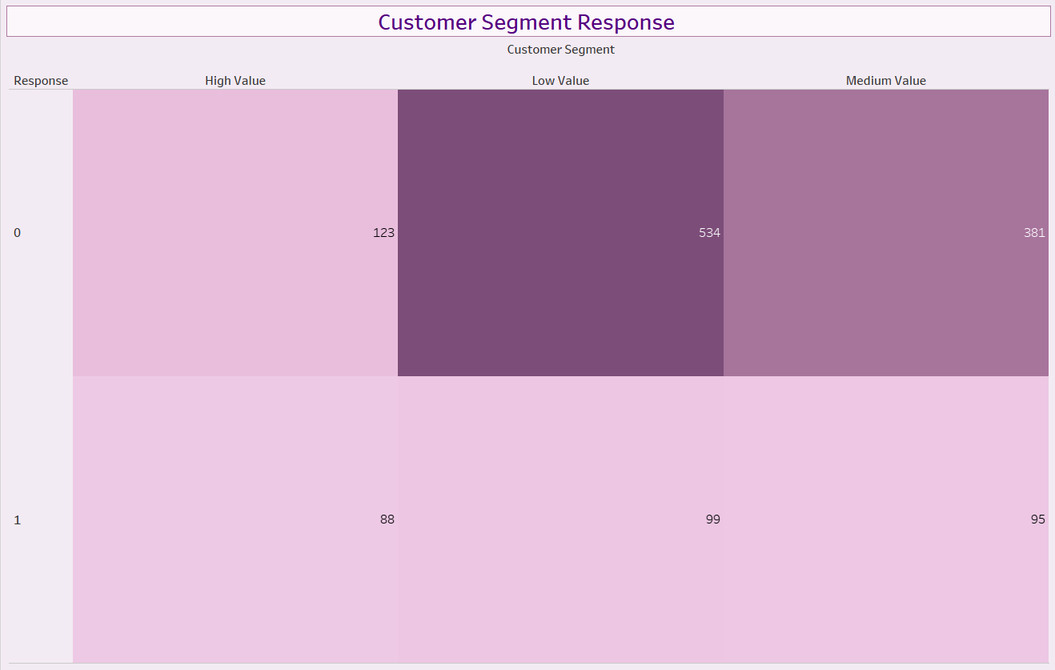 Customer Segment Response
Customer Segment
Response High Value Low Value Medium Value
0 123 534 381
1 88 99 95